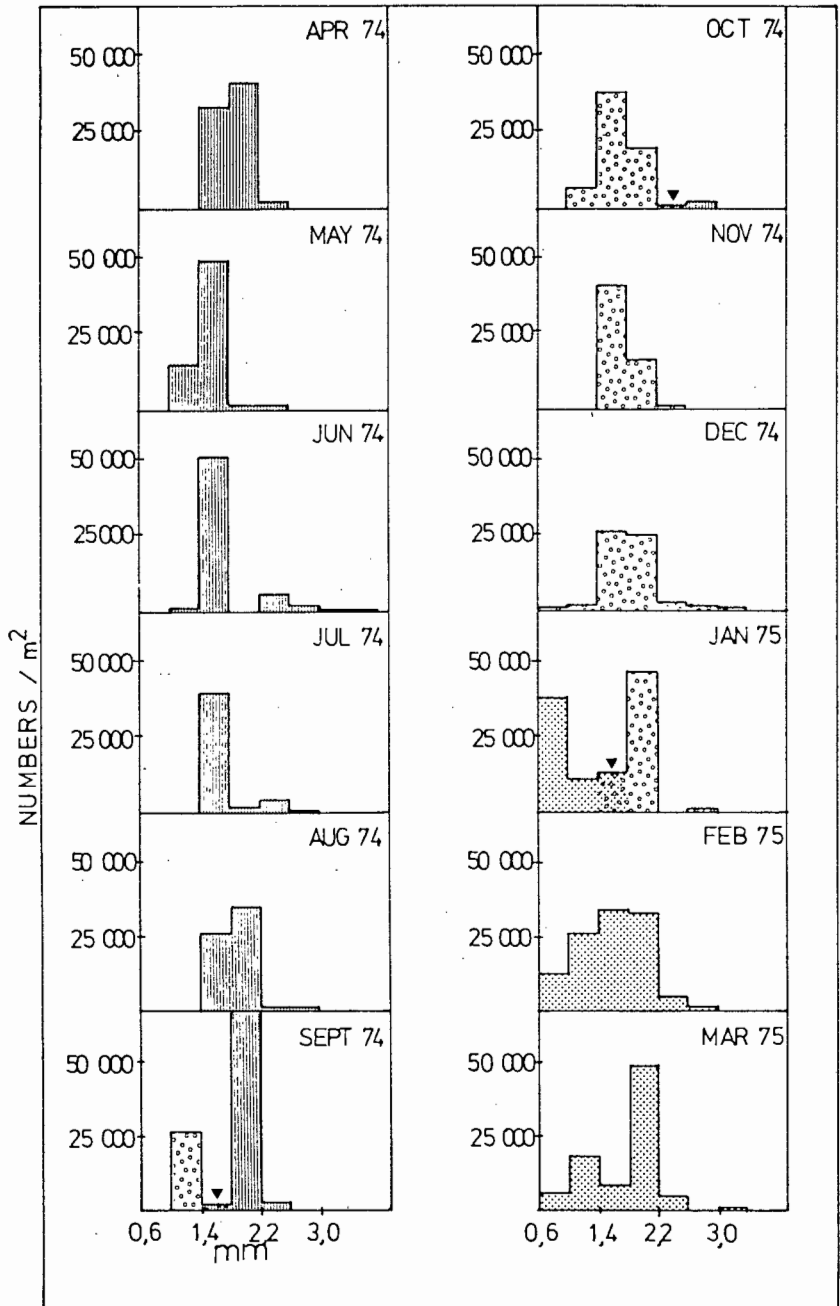 NUMBERS / m²
APR 74
50 000
25 000
MAY 74
50 000
25 000
JUN 74
50 000
25 000
JUL 74
50 000
25 000
AUG 74
50 000
25 000
SEPT 74
50 000
25 000
0,6 1,4 2,2 3,0
mm
OCT 74
50 000
25 000
NOV 74
50 000
25 000
DEC 74
50 000
25 000
JAN 75
50 000
25 000
FEB 75
50 000
25 000
MAR 75
50 000
25 000
0,6 1,4 2,2 3,0